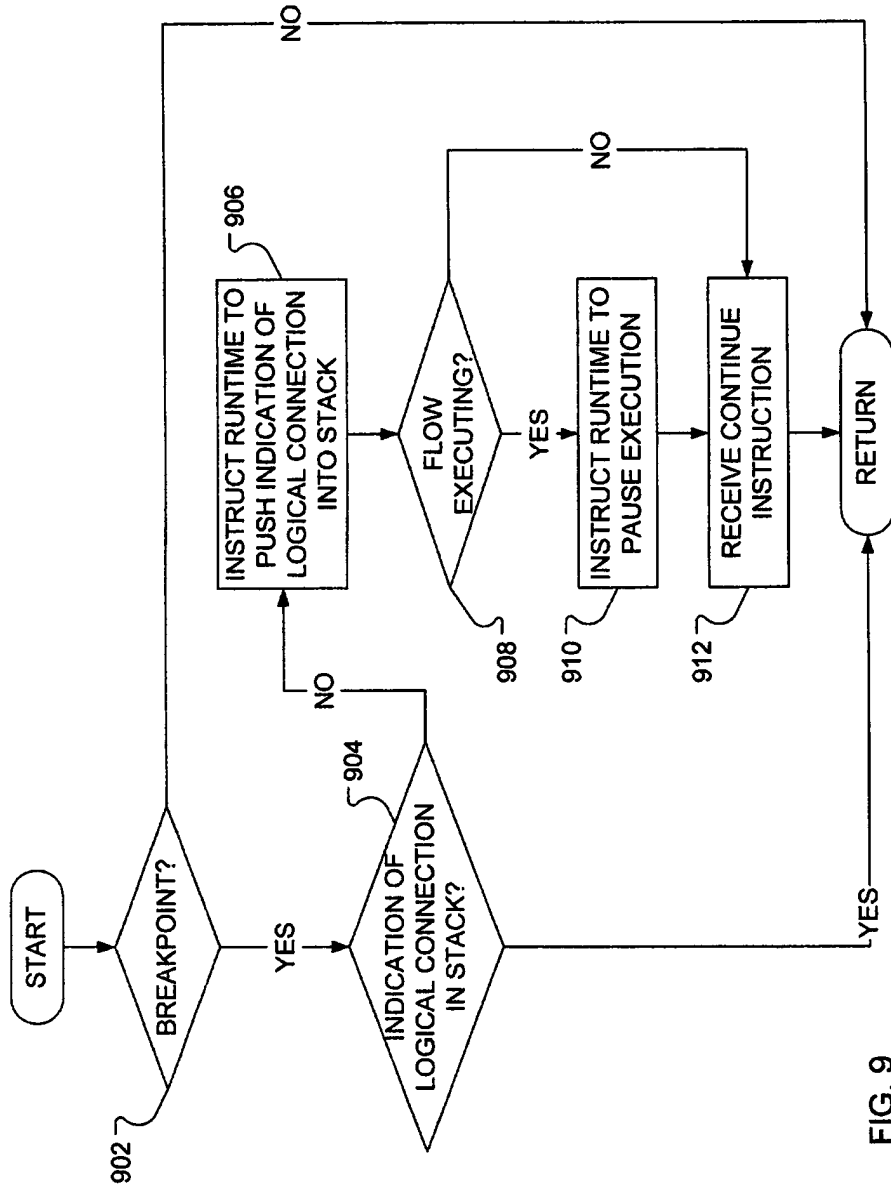 START
BREAKPOINT?
902
NO
YES
INDICATION OF
LOGICAL CONNECTION
IN STACK?
904
NO
YES
INSTRUCT RUNTIME TO
PUSH INDICATION OF
LOGICAL CONNECTION
INTO STACK
906
FLOW
EXECUTING?
908
NO
YES
INSTRUCT RUNTIME TO
PAUSE EXECUTION
910
RECEIVE CONTINUE
INSTRUCTION
912
RETURN
FIG. 9